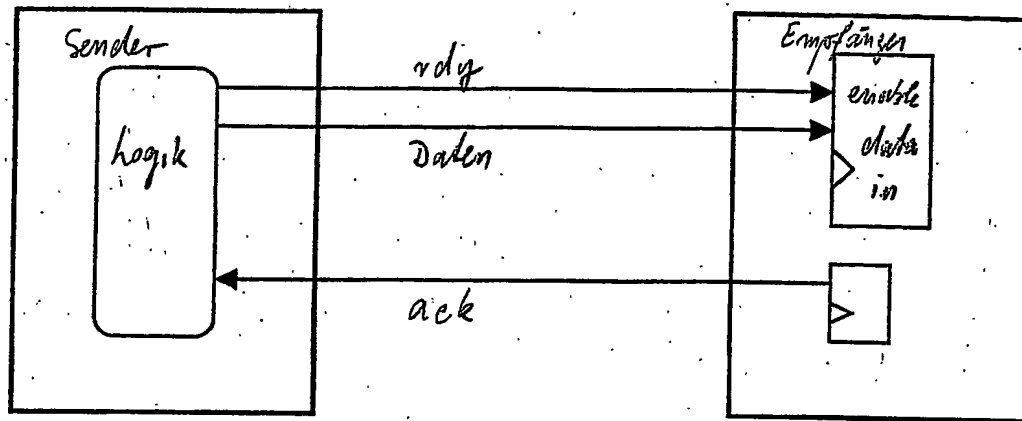 Sender
Empfänger
rdy
enable
Logik
Daten
data
in
ack